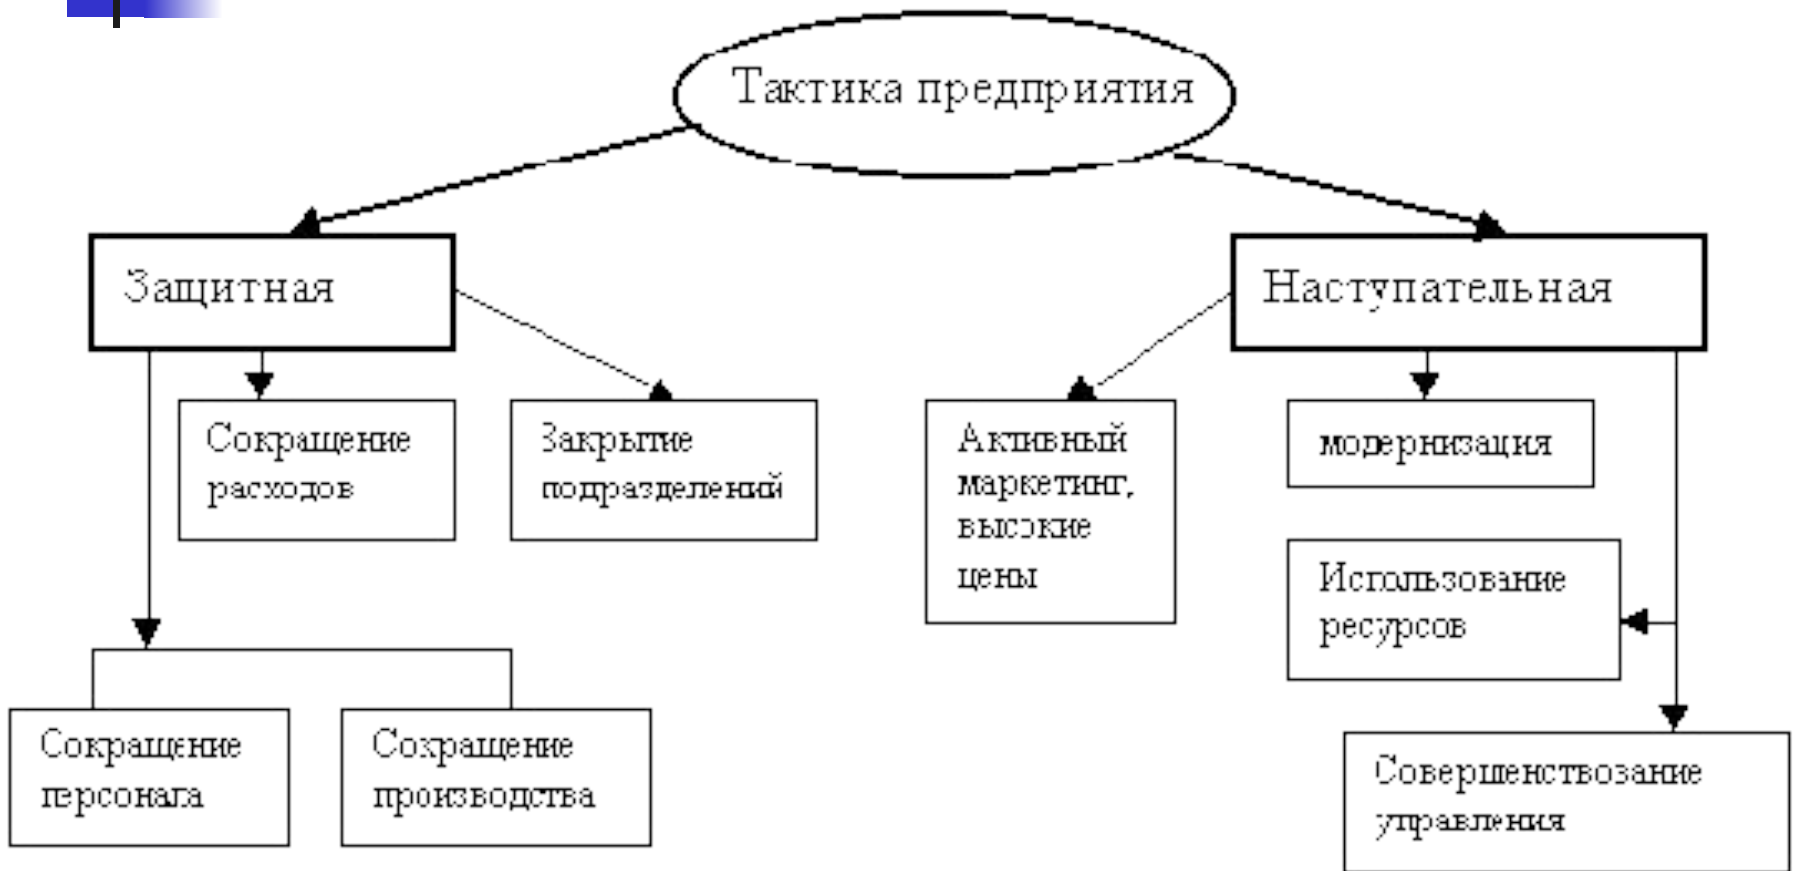 Тактика предприятия
Защитная
Наступательная
Сокращение
расходов
Закрытие
подразделений
Активный
маркетинг,
высокие
цены
модернизация
Использование
ресурсов
Сокращение
персонала
Сокращение
производства
Совершенствование
управления